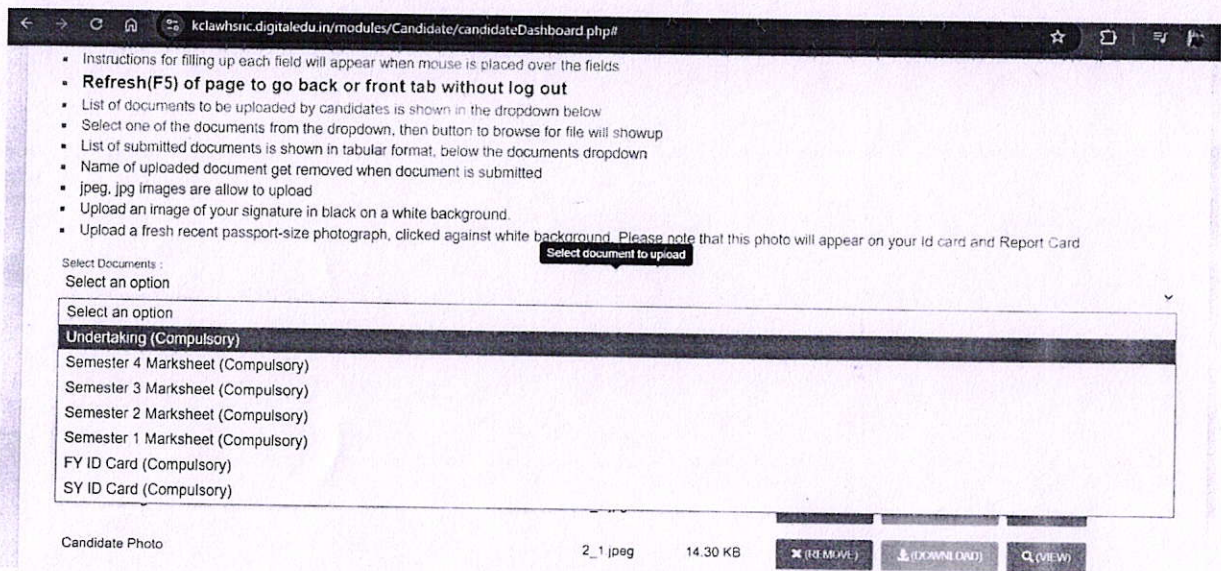 kclawhsnc.digitaledu.in/modules/Candidate/candidateDashboard.php#
Instructions for filling up each field will appear when mouse is placed over the fields
Refresh(F5) of page to go back or front tab without log out
List of documents to be uploaded by candidates is shown in the dropdown below
Select one of the documents from the dropdown, then button to browse for file will showup
List of submitted documents is shown in tabular format, below the documents dropdown
Name of uploaded document get removed when document is submitted
jpeg, jpg images are allow to upload
Upload an image of your signature in black on a white background.
Upload a fresh recent passport-size photograph, clicked against white background. Please note that this photo will appear on your Id card and Report Card
Select document to upload
Select Documents :
Select an option
Select an option
Undertaking (Compulsory)
Semester 4 Marksheet (Compulsory)
Semester 3 Marksheet (Compulsory)
Semester 2 Marksheet (Compulsory)
Semester 1 Marksheet (Compulsory)
FY ID Card (Compulsory)
SY ID Card (Compulsory)
Candidate Photo 2_1 jpeg 14.30 KB (REMOVE) (DOWNLOAD) (VIEW)